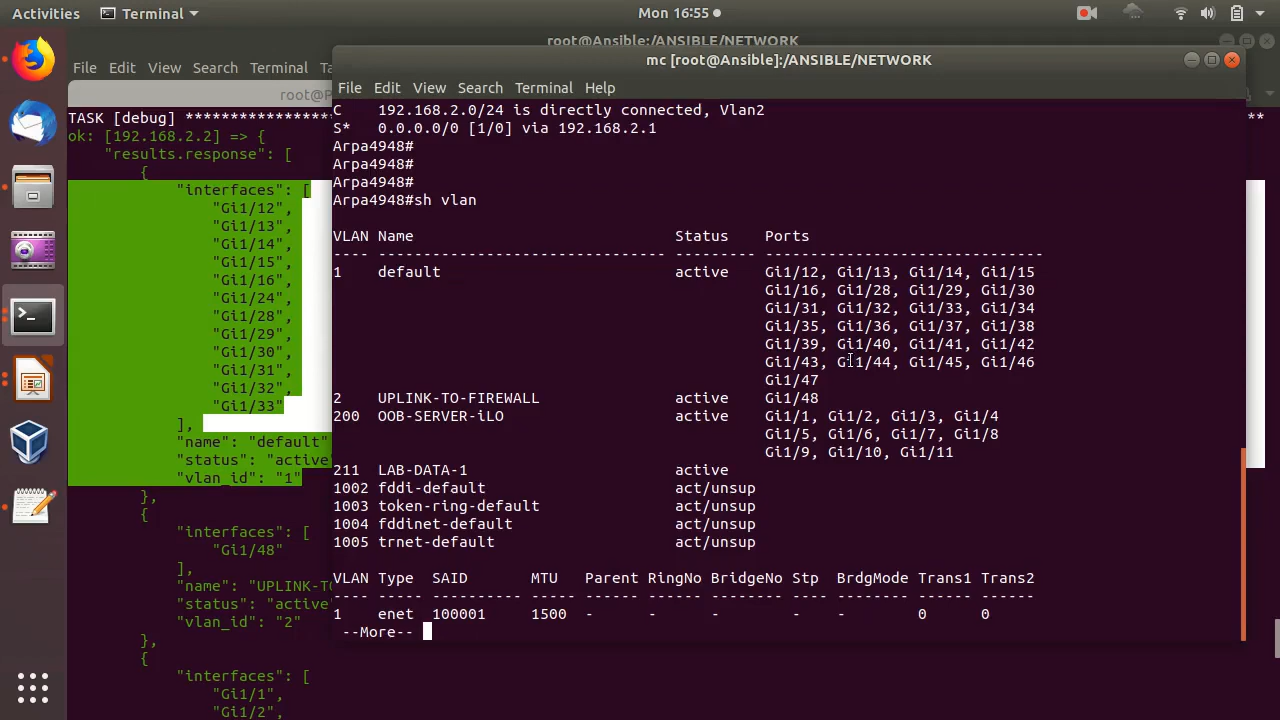 Activities
Terminal
Mon 16:55
root@Ansible:/ANSIBLE/NETWORK
File Edit View Search Terminal
mc [root@Ansible]:/ANSIBLE/NETWORK
File Edit View Search Terminal Help
TASK [debug] *****************
**
ok: [192.168.2.2] => {
"results.response": [
{
"interfaces": [
"Gi1/12",
"Gi1/13",
"Gi1/14",
"Gi1/15",
"Gi1/16",
"Gi1/24",
"Gi1/28",
"Gi1/29",
"Gi1/30",
"Gi1/31",
"Gi1/32",
"Gi1/33"
],
"name": "default"
"status": "active
"vlan_id": "1"
},
{
"interfaces": [
"Gi1/48"
],
"name": "UPLINK-TO
"status": "active
"vlan_id": "2"
},
{
"interfaces": [
"Gi1/1",
"Gi1/2",
C 192.168.2.0/24 is directly connected, Vlan2
S* 0.0.0.0/0 [1/0] via 192.168.2.1
Arpa4948#
Arpa4948#
Arpa4948#
Arpa4948#sh vlan
VLAN Name Status Ports
---- -------------------------------- --------- -------------------------------
1 default active Gi1/12, Gi1/13, Gi1/14, Gi1/15
Gi1/16, Gi1/28, Gi1/29, Gi1/30
Gi1/31, Gi1/32, Gi1/33, Gi1/34
Gi1/35, Gi1/36, Gi1/37, Gi1/38
Gi1/39, Gi1/40, Gi1/41, Gi1/42
Gi1/43, Gi1/44, Gi1/45, Gi1/46
Gi1/47
2 UPLINK-TO-FIREWALL active Gi1/48
200 OOB-SERVER-iLO active Gi1/1, Gi1/2, Gi1/3, Gi1/4
Gi1/5, Gi1/6, Gi1/7, Gi1/8
Gi1/9, Gi1/10, Gi1/11
211 LAB-DATA-1 active
1002 fddi-default act/unsup
1003 token-ring-default act/unsup
1004 fddinet-default act/unsup
1005 trnet-default act/unsup
VLAN Type SAID MTU Parent RingNo BridgeNo Stp BrdgMode Trans1 Trans2
---- ----- ---------- ----- ------ ------ -------- ---- -------- ------ ------
1 enet 100001 1500 - - - - - 0 0
--More--